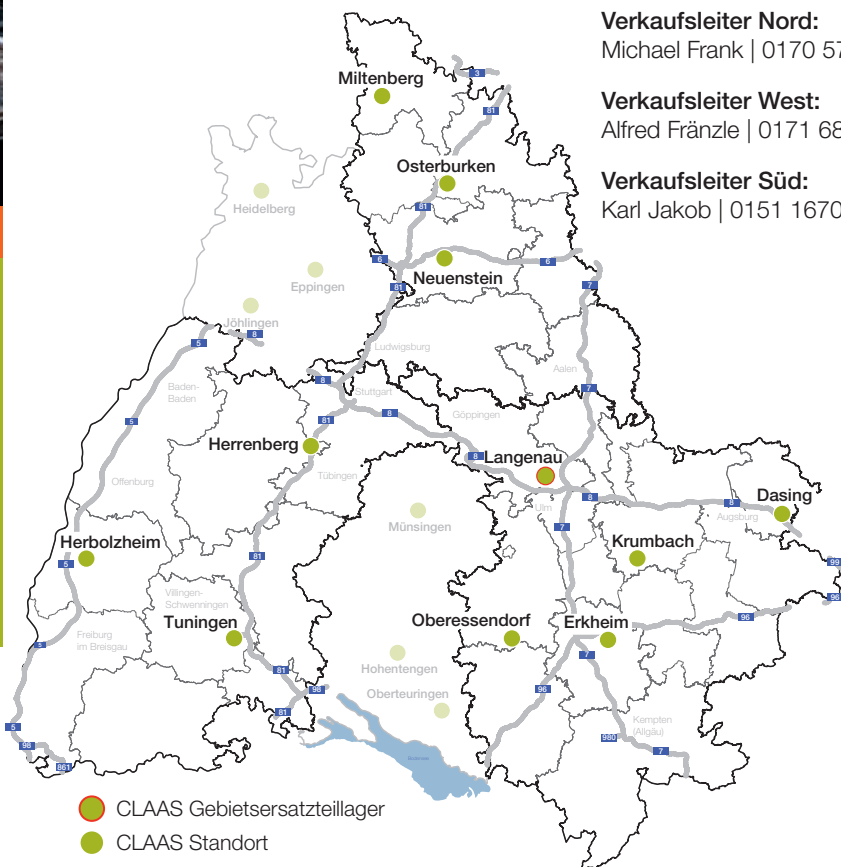 Verkaufsleiter Nord:
Michael Frank | 0170 57
Verkaufsleiter West:
Alfred Fränzle | 0171 68
Verkaufsleiter Süd:
Karl Jakob | 0151 1670
3
Miltenberg
81
Osterburken
Heidelberg
81
6
6
Neuenstein
Eppingen
81
7
Jöhlingen
8
5
Ludwigsburg
Aalen
8
Baden-
Baden
Stuttgart
7
5
81
8
Göppingen
Herrenberg
8
Langenau
Tübingen
Offenburg
8
8
Dasing
Münsingen
Ulm
Augsburg
7
Herbolzheim
81
Krumbach
5
99
Villingen-
Schwenningen
96
96
Tuningen
Oberessendorf
Erkheim
Freiburg
im Breisgau
5
7
Hohentengen
81
98
96
Oberteuringen
81
Kempten
(Allgäu)
5
980
98
7
861
Bodensee
CLAAS Gebietsersatzteillager
CLAAS Standort